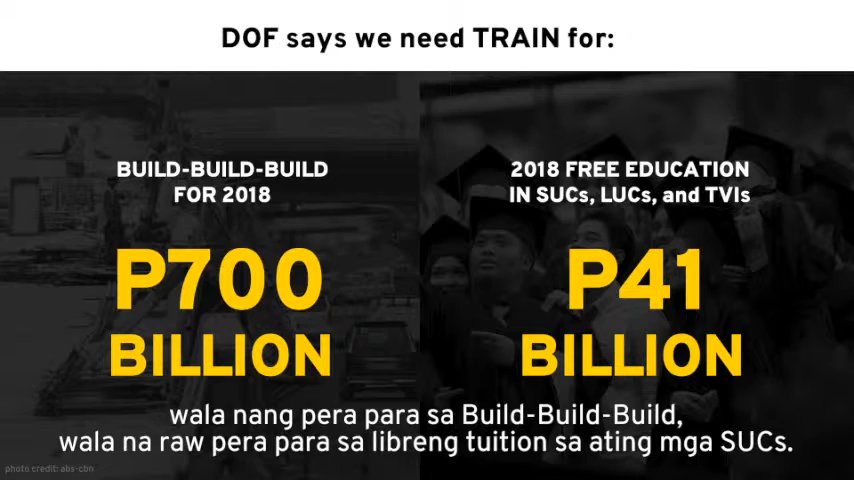 DOF says we need TRAIN for:
BUILD-BUILD-BUILD
FOR 2018
P700
BILLION
2018 FREE EDUCATION
IN SUCs, LUCs, and TVIs
P41
BILLION
wala nang pera para sa Build-Build-Build,
wala na raw pera para sa libreng tuition sa ating mga SUCs.
photo credit: abs-cbn